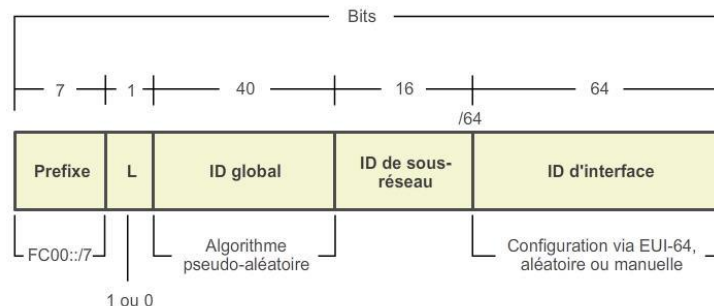 Bits
7 1 40 16 64
/64
Prefixe L ID global ID de sous-réseau ID d'interface
FC00::/7
Algorithme
pseudo-aléatoire
Configuration via EUI-64,
aléatoire ou manuelle
1 ou 0